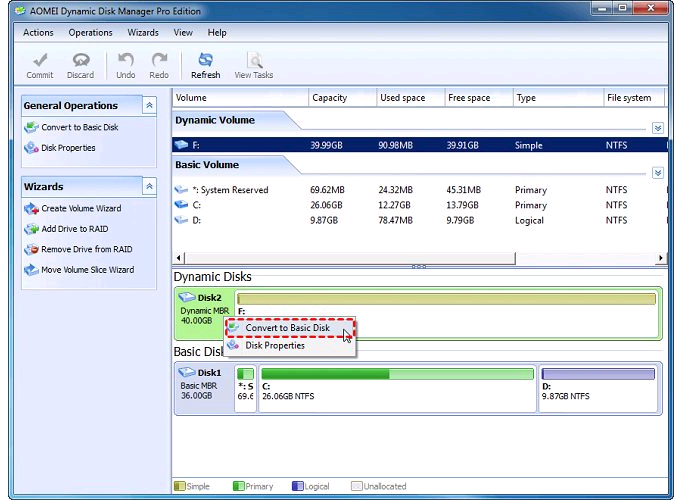 AOMEI Dynamic Disk Manager Pro Edition
Actions Operations Wizards View Help
Commit Discard Undo Redo Refresh View Tasks
General Operations
Convert to Basic Disk
Disk Properties
Wizards
Create Volume Wizard
Add Drive to RAID
Remove Drive from RAID
Move Volume Slice Wizard
Volume Capacity Used space Free space Type File system
Dynamic Volume
F: 39.99GB 90.98MB 39.91GB Simple NTFS
Basic Volume
*: System Reserved 69.62MB 24.32MB 45.31MB Primary NTFS
C: 26.06GB 12.27GB 13.79GB Primary NTFS
D: 9.87GB 78.47MB 9.79GB Logical NTFS
Dynamic Disks
Disk2
Dynamic MBR
40.00GB
F:
Convert to Basic Disk
Disk Properties
Basic Dis
Disk1
Basic MBR
36.00GB
*: S
69.6
C:
26.06GB NTFS
D:
9.87GB NTFS
Simple Primary Logical Unallocated